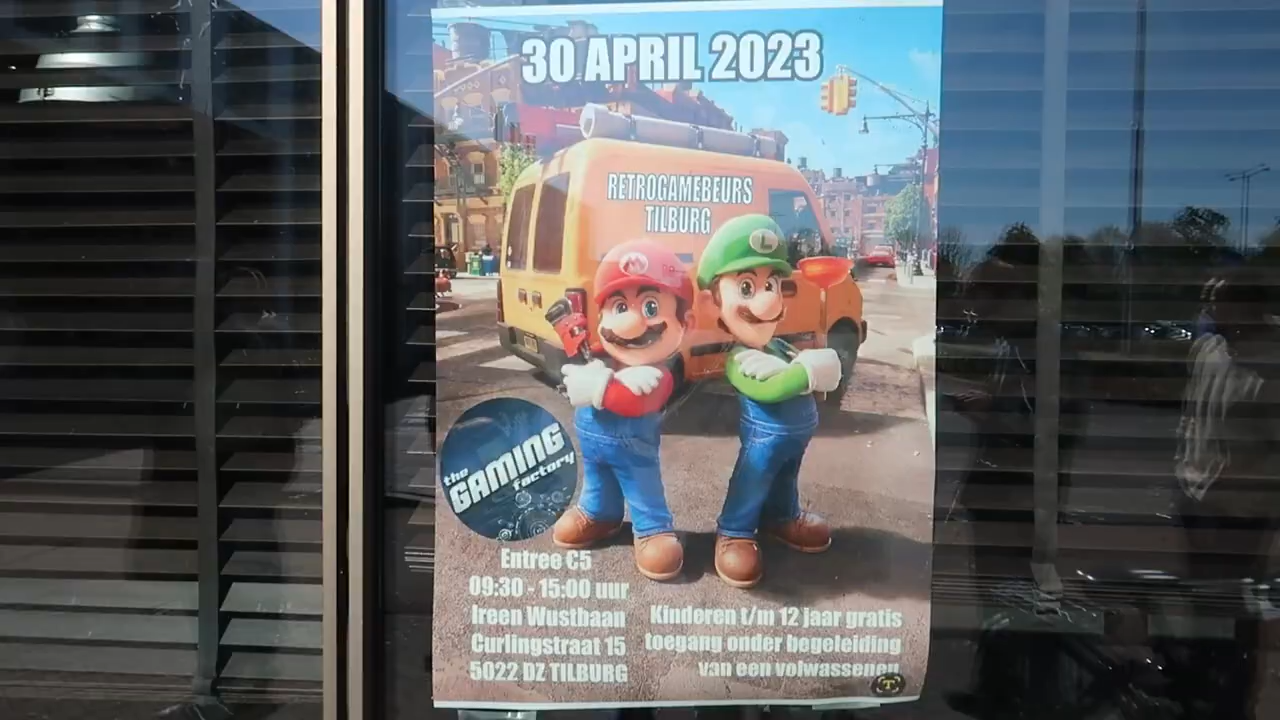 30 APRIL 2023
RETROGAMEBEURS
TILBURG
L
M
the
GAMING
factory
Entree €5
09:30 - 15:00 uur
Ireen Wustbaan
Curlingstraat 15
5022 DZ TILBURG
Kinderen t/m 12 jaar gratis
toegang onder begeleiding
van een volwassenen
T